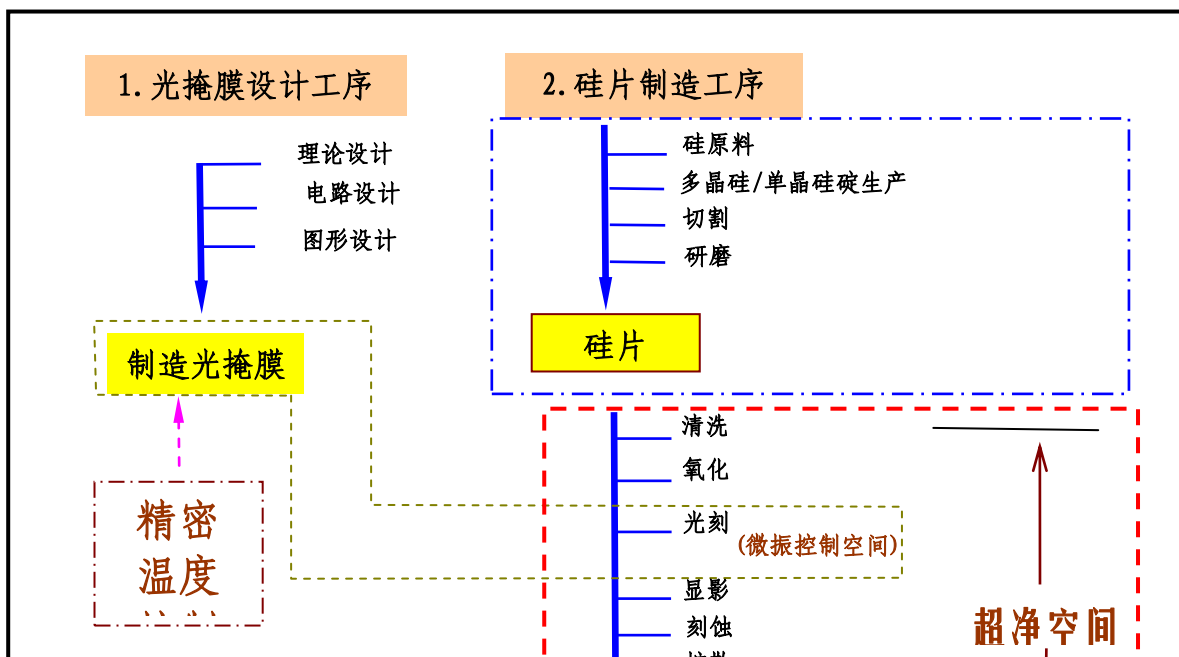 1.光掩膜设计工序
理论设计
电路设计
图形设计
制造光掩膜
精密
温度
2.硅片制造工序
硅原料
多晶硅/单晶硅碇生产
切割
研磨
硅片
清洗
氧化
光刻
(微振控制空间)
显影
刻蚀
超净空间